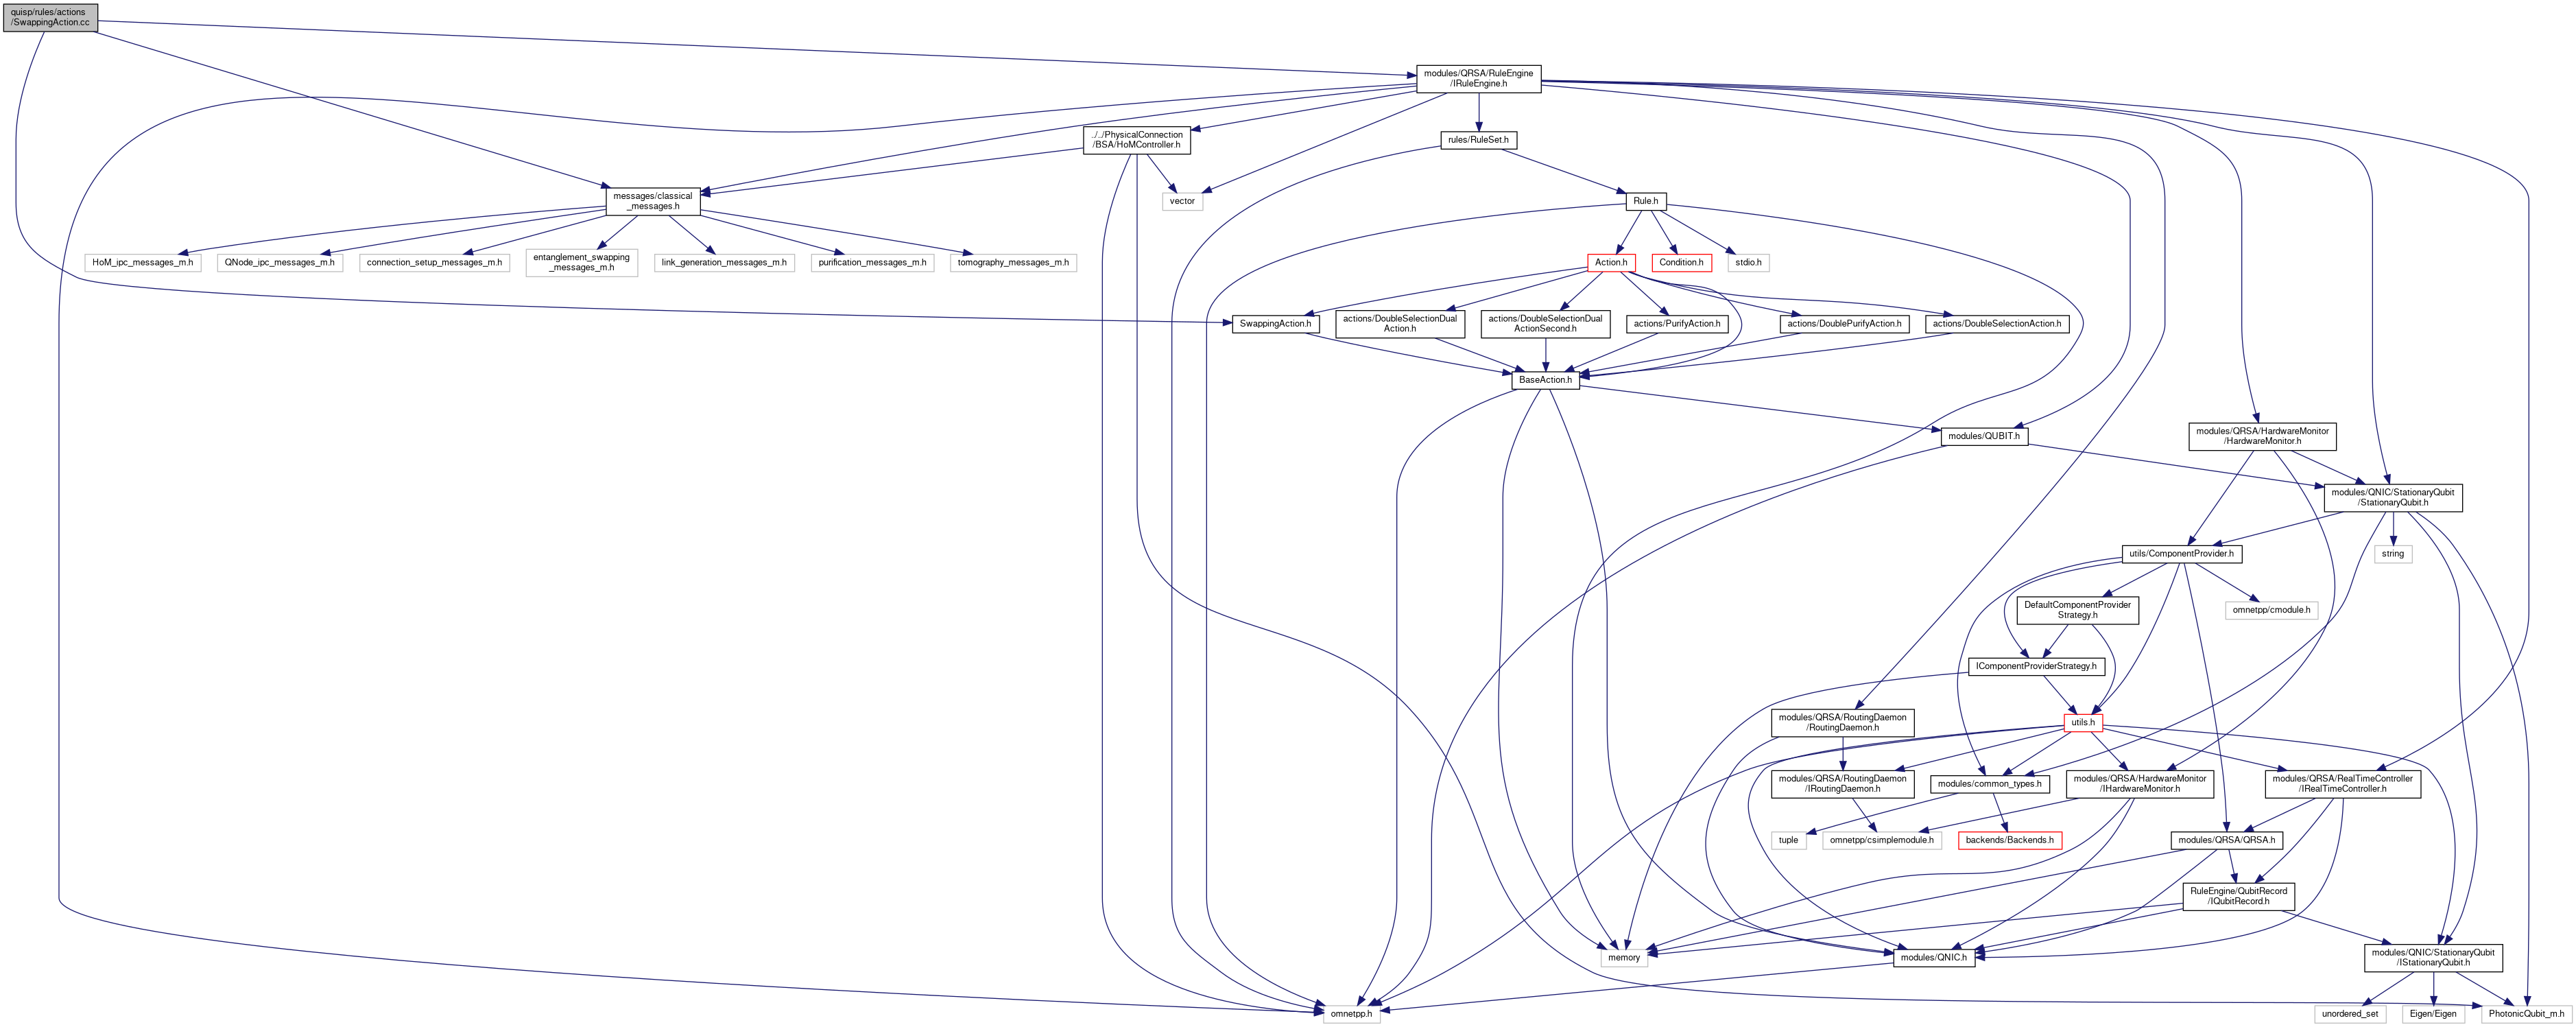 quisp/rules/actions
/SwappingAction.cc
modules/QRSA/RuleEngine
/IRuleEngine.h
../../PhysicalConnection
/BSA/HoMController.h
rules/RuleSet.h
messages/classical
_messages.h
vector
Rule.h
HoM_ipc_messages_m.h
QNode_ipc_messages_m.h
connection_setup_messages_m.h
entanglement_swapping
_messages_m.h
link_generation_messages_m.h
purification_messages_m.h
tomography_messages_m.h
Action.h
Condition.h
stdio.h
SwappingAction.h
actions/DoubleSelectionDual
Action.h
actions/DoubleSelectionDual
ActionSecond.h
actions/PurifyAction.h
actions/DoublePurifyAction.h
actions/DoubleSelectionAction.h
BaseAction.h
modules/QUBIT.h
modules/QRSA/HardwareMonitor
/HardwareMonitor.h
modules/QNIC/StationaryQubit
/StationaryQubit.h
utils/ComponentProvider.h
string
DefaultComponentProvider
Strategy.h
omnetpp/cmodule.h
IComponentProviderStrategy.h
modules/QRSA/RoutingDaemon
/RoutingDaemon.h
utils.h
modules/QRSA/RoutingDaemon
/IRoutingDaemon.h
modules/common_types.h
modules/QRSA/HardwareMonitor
/IHardwareMonitor.h
modules/QRSA/RealTimeController
/IRealTimeController.h
tuple
omnetpp/csimplemodule.h
backends/Backends.h
modules/QRSA/QRSA.h
RuleEngine/QubitRecord
/IQubitRecord.h
memory
modules/QNIC.h
modules/QNIC/StationaryQubit
/IStationaryQubit.h
omnetpp.h
unordered_set
Eigen/Eigen
PhotonicQubit_m.h